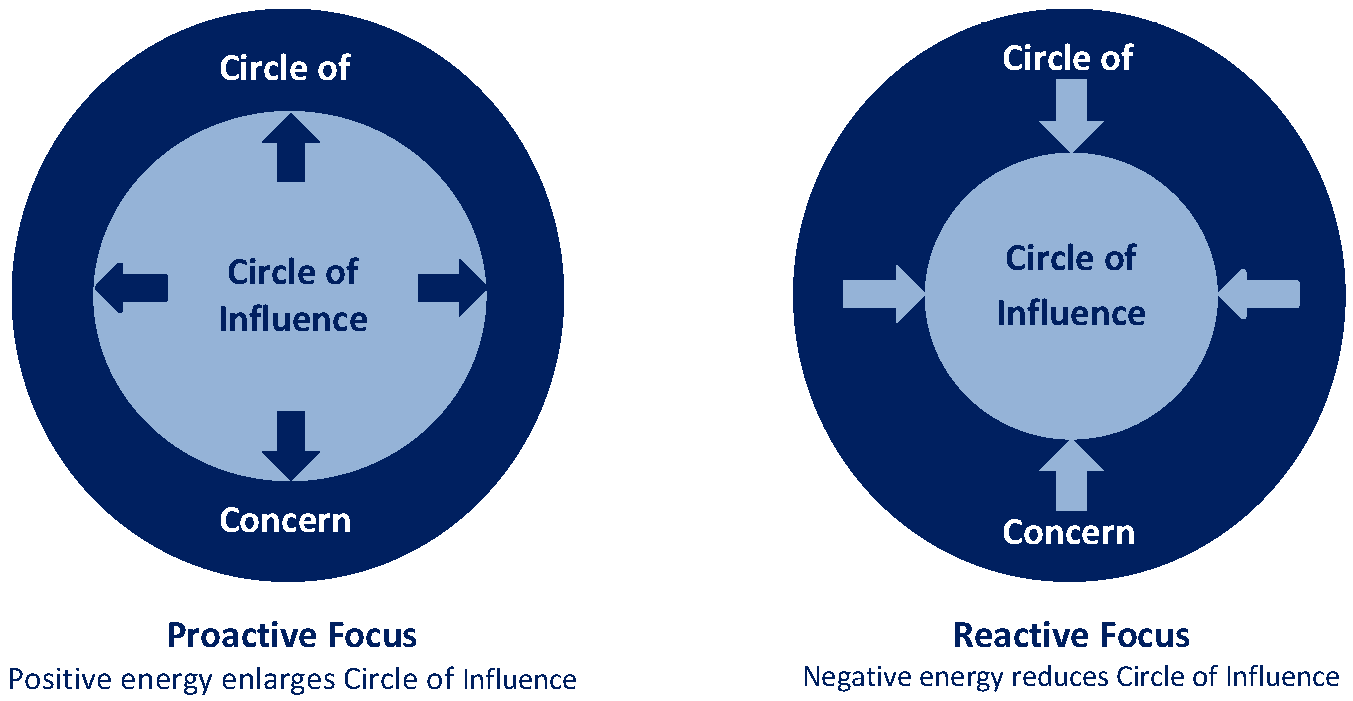 Circle of
Circle of
Influence
Concern
Proactive Focus
Positive energy enlarges Circle of Influence
Circle of
Circle of
Influence
Concern
Reactive Focus
Negative energy reduces Circle of Influence